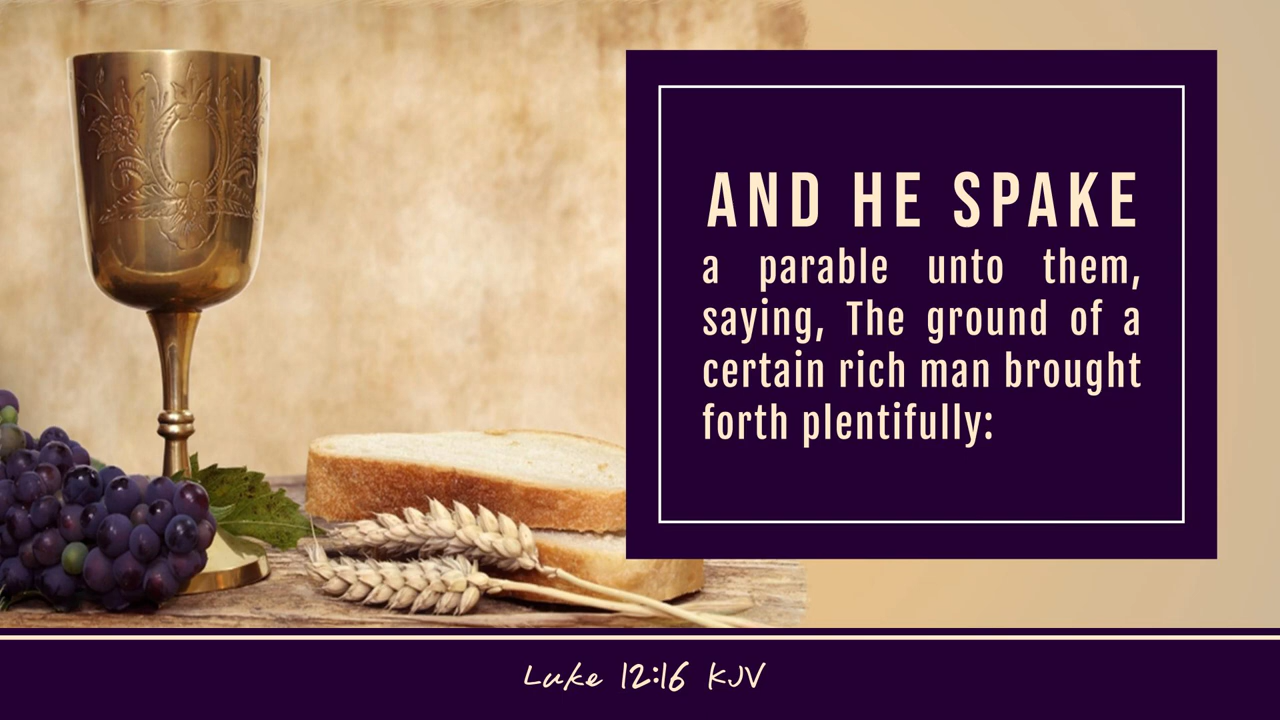 AND HE SPAKE
a parable unto them,
saying, The ground of a
certain rich man brought
forth plentifully:
Luke 12:16 KJV